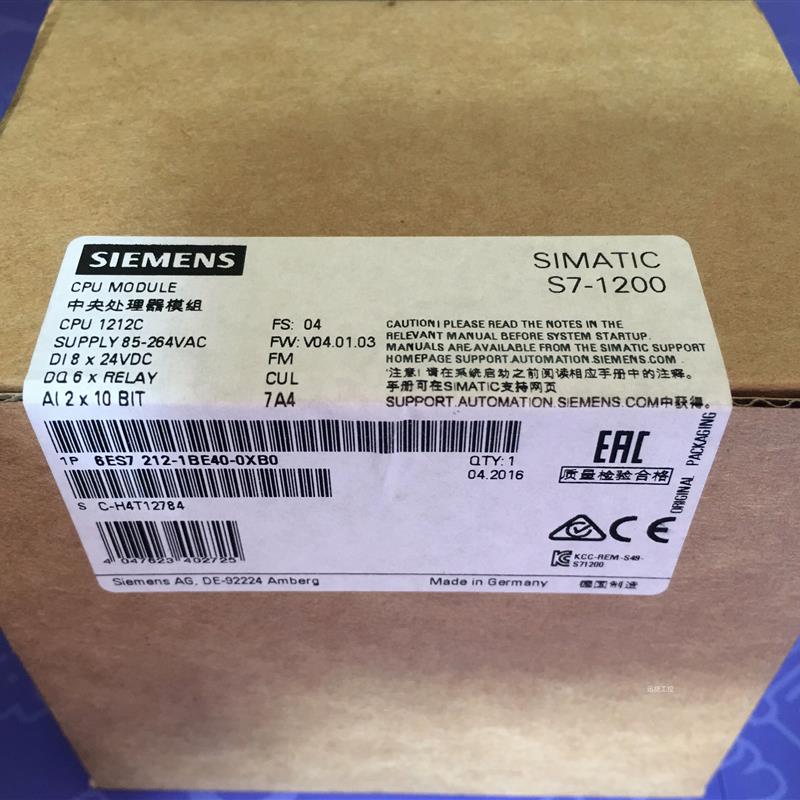 SIEMENS
SIMATIC
S7-1200
CPU MODULE
中央处理器模组
CPU 1212C
SUPPLY 85-264VAC
DI 8 x 24VDC
DQ 6 x RELAY
AI 2 x 10 BIT
FS: 04
FW: V04.01.03
FM
CUL
7A4
CAUTION! PLEASE READ THE NOTES IN THE
RELEVANT MANUAL BEFORE SYSTEM STARTUP.
MANUALS ARE AVAILABLE FROM THE SIMATIC SUPPORT
HOMEPAGE SUPPORT.AUTOMATION.SIEMENS.COM .
'注意! 请在系统启动之前阅读相应手册中的注释。
手册可在SIMATIC支持网页
SUPPORT.AUTOMATION.SIEMENS.COM中获得。
1P 6ES7 212-1BE40-0XB0
QTY: 1
04.2016
EAC
质量检验合格
ORIGINAL PACKAGING
S C-H4T12784
CE
KCC-REM-S49-
S71200
4 047623 402725
Siemens AG, DE-92224 Amberg
Made in Germany
德国制造
迅捷工控